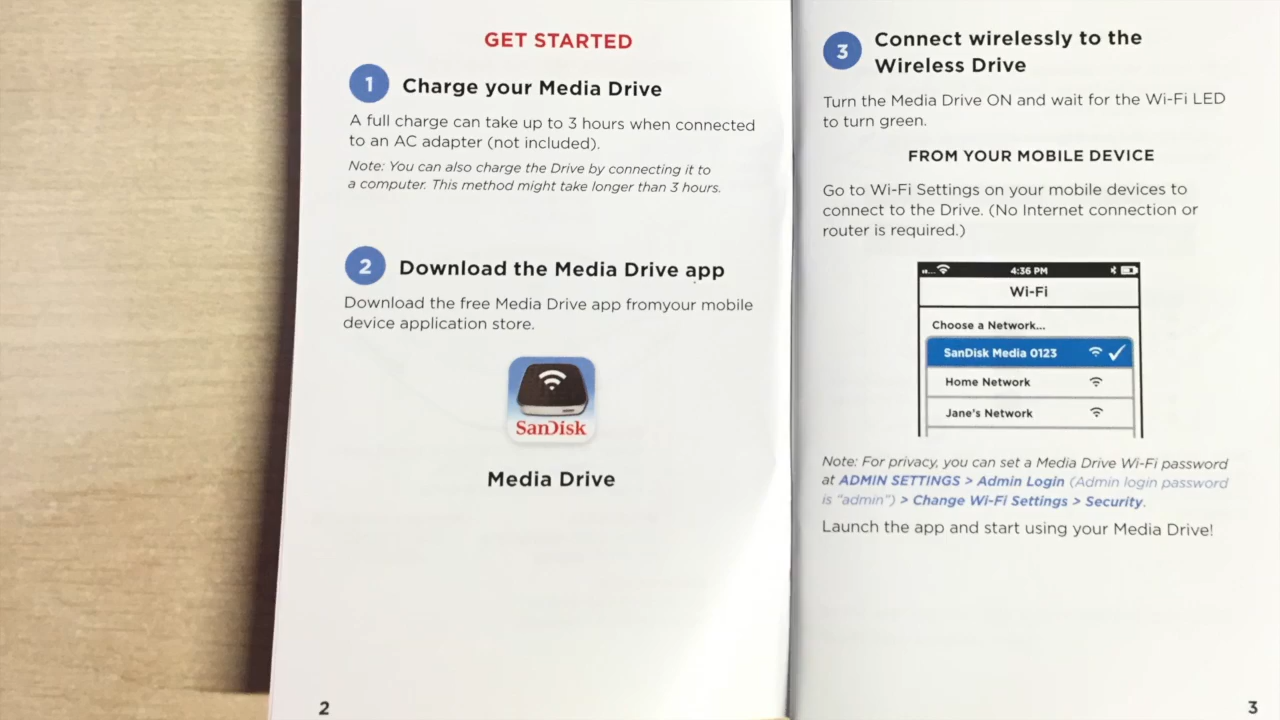 GET STARTED
1 Charge your Media Drive
A full charge can take up to 3 hours when connected
to an AC adapter (not included).
Note: You can also charge the Drive by connecting it to
a computer. This method might take longer than 3 hours.
2 Download the Media Drive app
Download the free Media Drive app fromyour mobile
device application store.
SanDisk
Media Drive
2
3 Connect wirelessly to the
Wireless Drive
Turn the Media Drive ON and wait for the Wi-Fi LED
to turn green.
FROM YOUR MOBILE DEVICE
Go to Wi-Fi Settings on your mobile devices to
connect to the Drive. (No Internet connection or
router is required.)
4:36 PM
Wi-Fi
Choose a Network...
SanDisk Media 0123
Home Network
Jane's Network
Note: For privacy, you can set a Media Drive Wi-Fi password
at ADMIN SETTINGS > Admin Login (Admin login password
is "admin") > Change Wi-Fi Settings > Security.
Launch the app and start using your Media Drive!
3